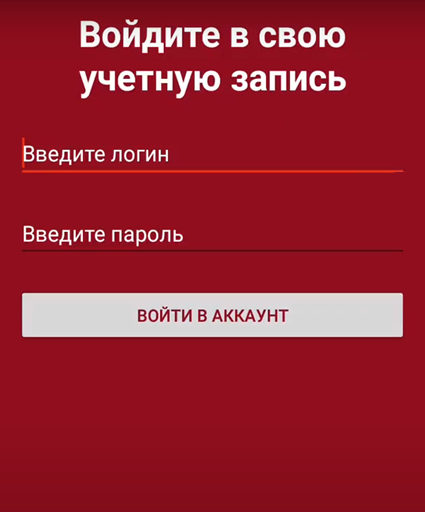 Войдите в свою
учетную запись
Введите логин
Введите пароль
ВОЙТИ В АККАУНТ